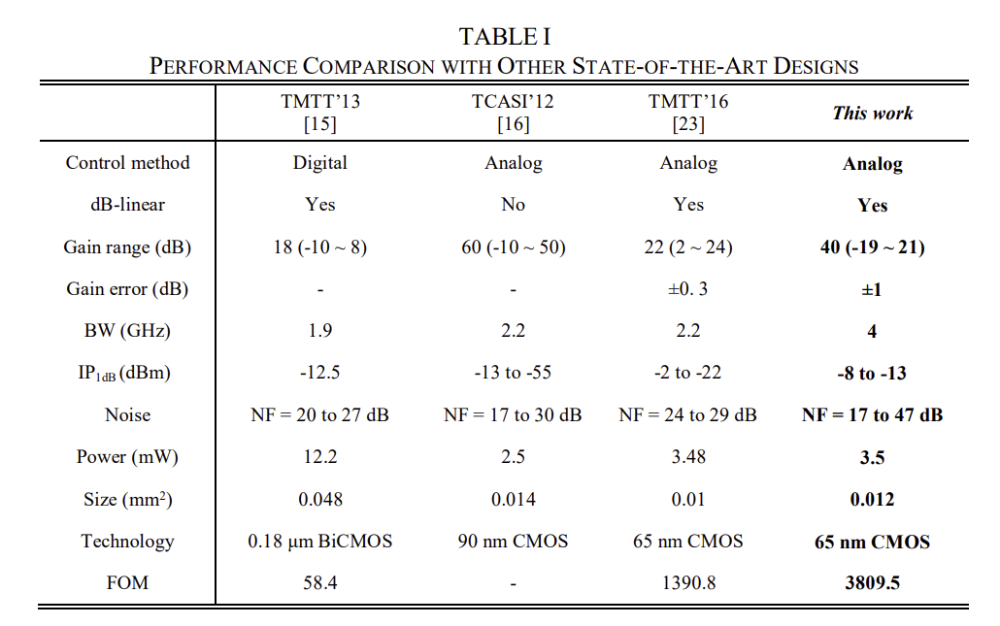 TABLE I
PERFORMANCE COMPARISON WITH OTHER STATE-OF-THE-ART DESIGNS
TMTT’13 [15] TCASI’12 [16] TMTT’16 [23] This work
Control method Digital Analog Analog Analog
dB-linear Yes No Yes Yes
Gain range (dB) 18 (-10 ~ 8) 60 (-10 ~ 50) 22 (2 ~ 24) 40 (-19 ~ 21)
Gain error (dB) - - ±0. 3 ±1
BW (GHz) 1.9 2.2 2.2 4
IP1dB (dBm) -12.5 -13 to -55 -2 to -22 -8 to -13
Noise NF = 20 to 27 dB NF = 17 to 30 dB NF = 24 to 29 dB NF = 17 to 47 dB
Power (mW) 12.2 2.5 3.48 3.5
Size (mm²) 0.048 0.014 0.01 0.012
Technology 0.18 μm BiCMOS 90 nm CMOS 65 nm CMOS 65 nm CMOS
FOM 58.4 - 1390.8 3809.5